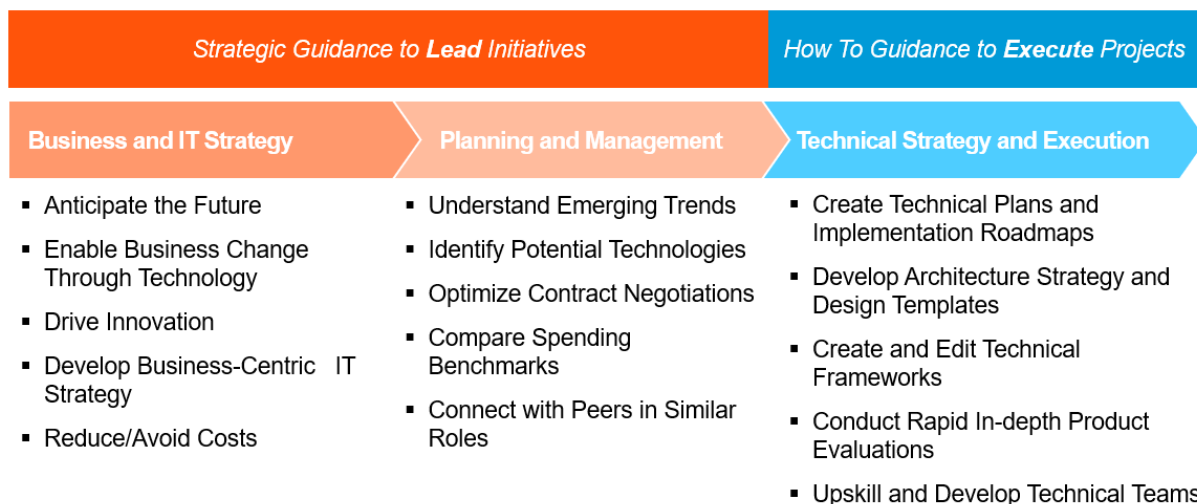 Strategic Guidance to Lead Initiatives
How To Guidance to Execute Projects
Business and IT Strategy
Planning and Management
Technical Strategy and Execution
▪ Anticipate the Future
▪ Enable Business Change
Through Technology
▪ Drive Innovation
▪ Develop Business-Centric IT
Strategy
▪ Reduce/Avoid Costs
▪ Understand Emerging Trends
▪ Identify Potential Technologies
▪ Optimize Contract Negotiations
▪ Compare Spending
Benchmarks
▪ Connect with Peers in Similar
Roles
▪ Create Technical Plans and
Implementation Roadmaps
▪ Develop Architecture Strategy and
Design Templates
▪ Create and Edit Technical
Frameworks
▪ Conduct Rapid In-depth Product
Evaluations
▪ Upskill and Develop Technical Teams